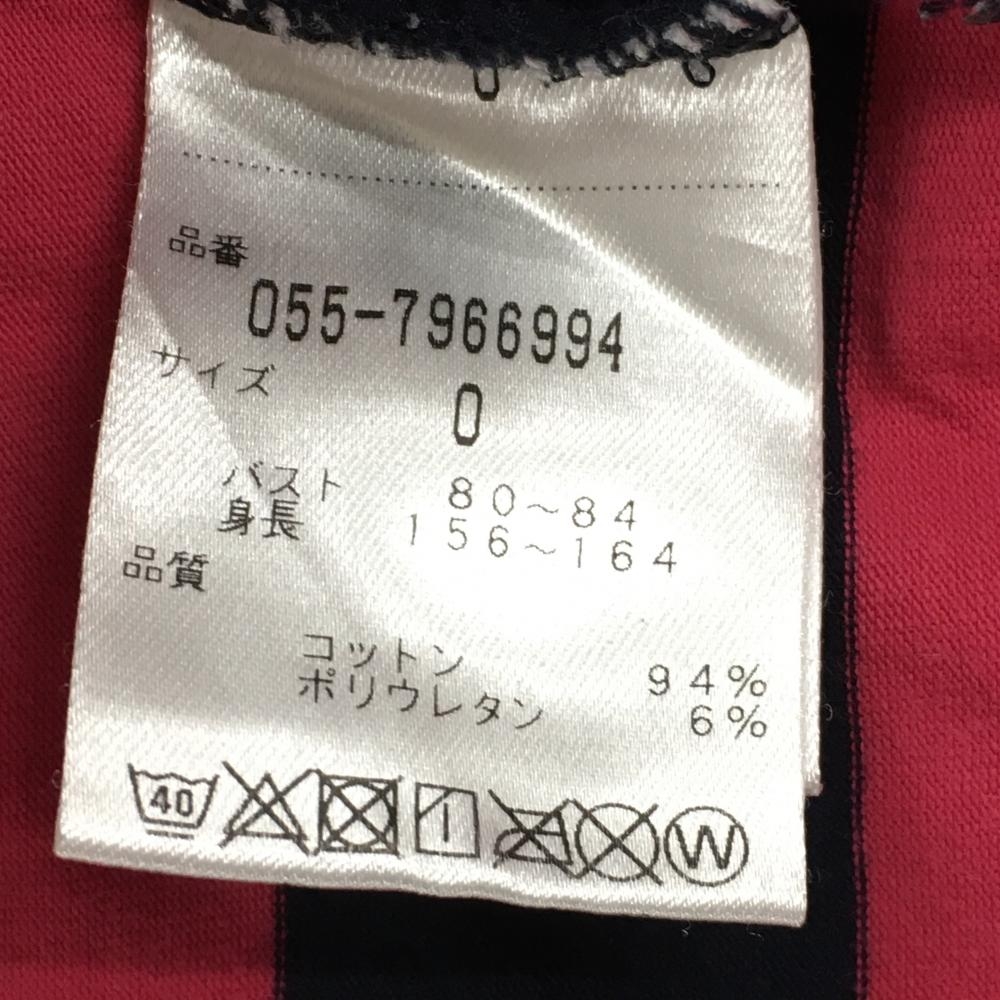 品番
055-7966994
サイズ
0
バスト 80~84
身長 156~164
品質
コットン 94%
ポリウレタン 6%
40
W